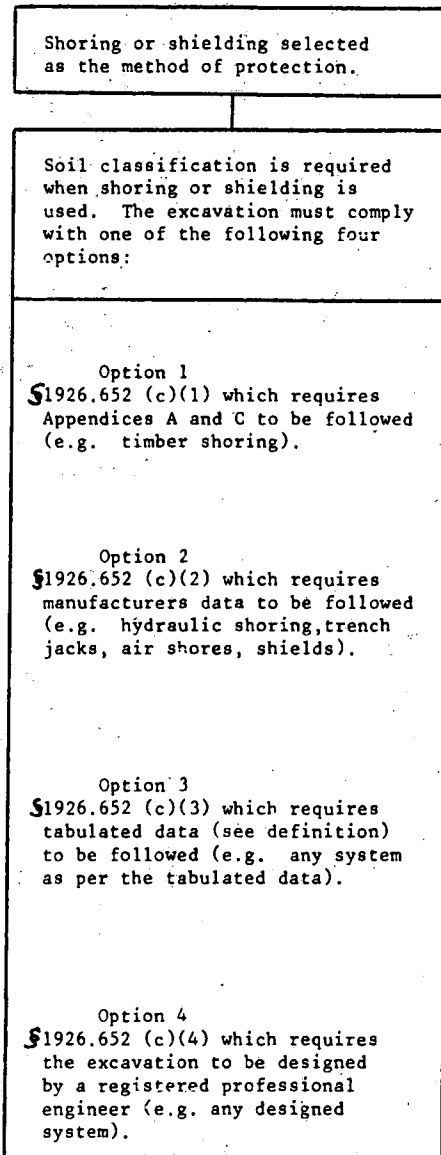 Shoring or shielding selected
as the method of protection.
Soil classification is required
when shoring or shielding is
used. The excavation must comply
with one of the following four
options:
Option 1
§1926.652 (c)(1) which requires
Appendices A and C to be followed
(e.g. timber shoring).
Option 2
§1926.652 (c)(2) which requires
manufacturers data to be followed
(e.g. hydraulic shoring,trench
jacks, air shores, shields).
Option 3
§1926.652 (c)(3) which requires
tabulated data (see definition)
to be followed (e.g. any system
as per the tabulated data).
Option 4
§1926.652 (c)(4) which requires
the excavation to be designed
by a registered professional
engineer (e.g. any designed
system).